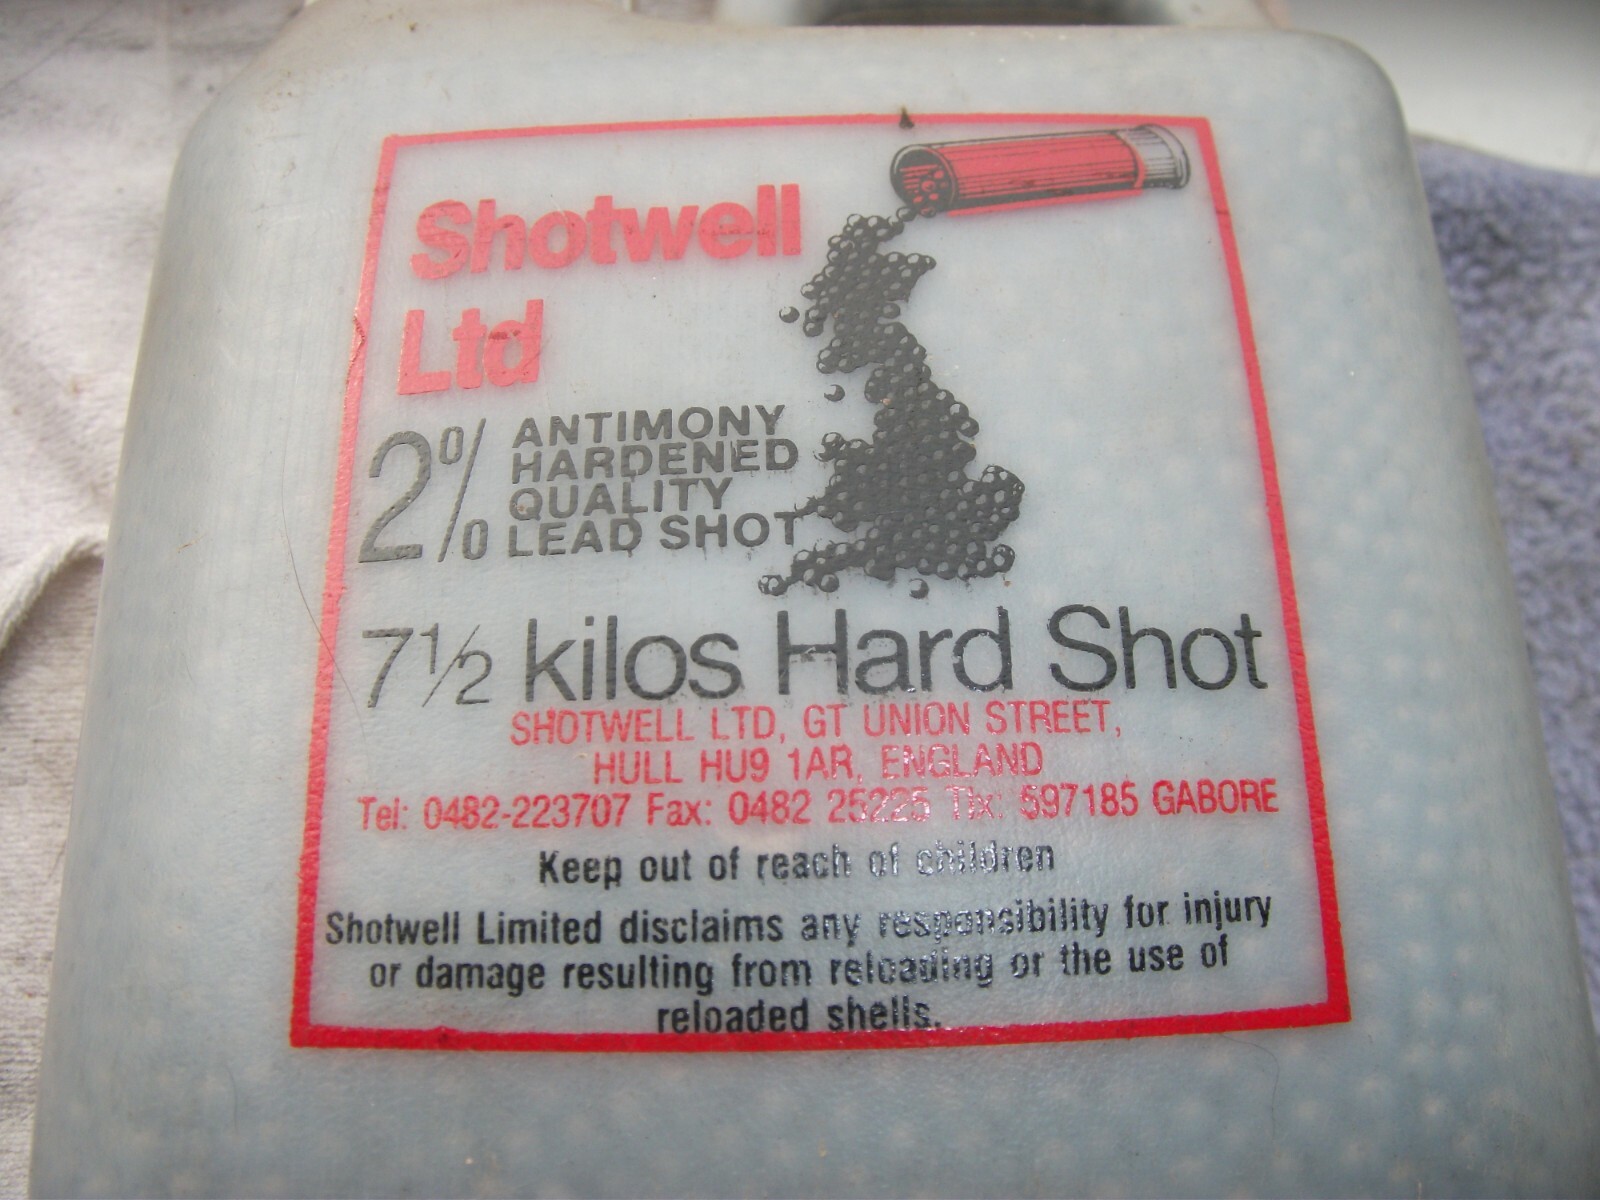 Shotwell
Ltd
2% ANTIMONY
HARDENED
QUALITY
LEAD SHOT
7½ kilos Hard Shot
SHOTWELL LTD, GT UNION STREET,
HULL HU9 1AR, ENGLAND
Tel: 0482-223707 Fax: 0482 25225 Tlx: 597185 GABORE
Keep out of reach of children
Shotwell Limited disclaims any responsibility for injury
or damage resulting from reloading or the use of
reloaded shells.